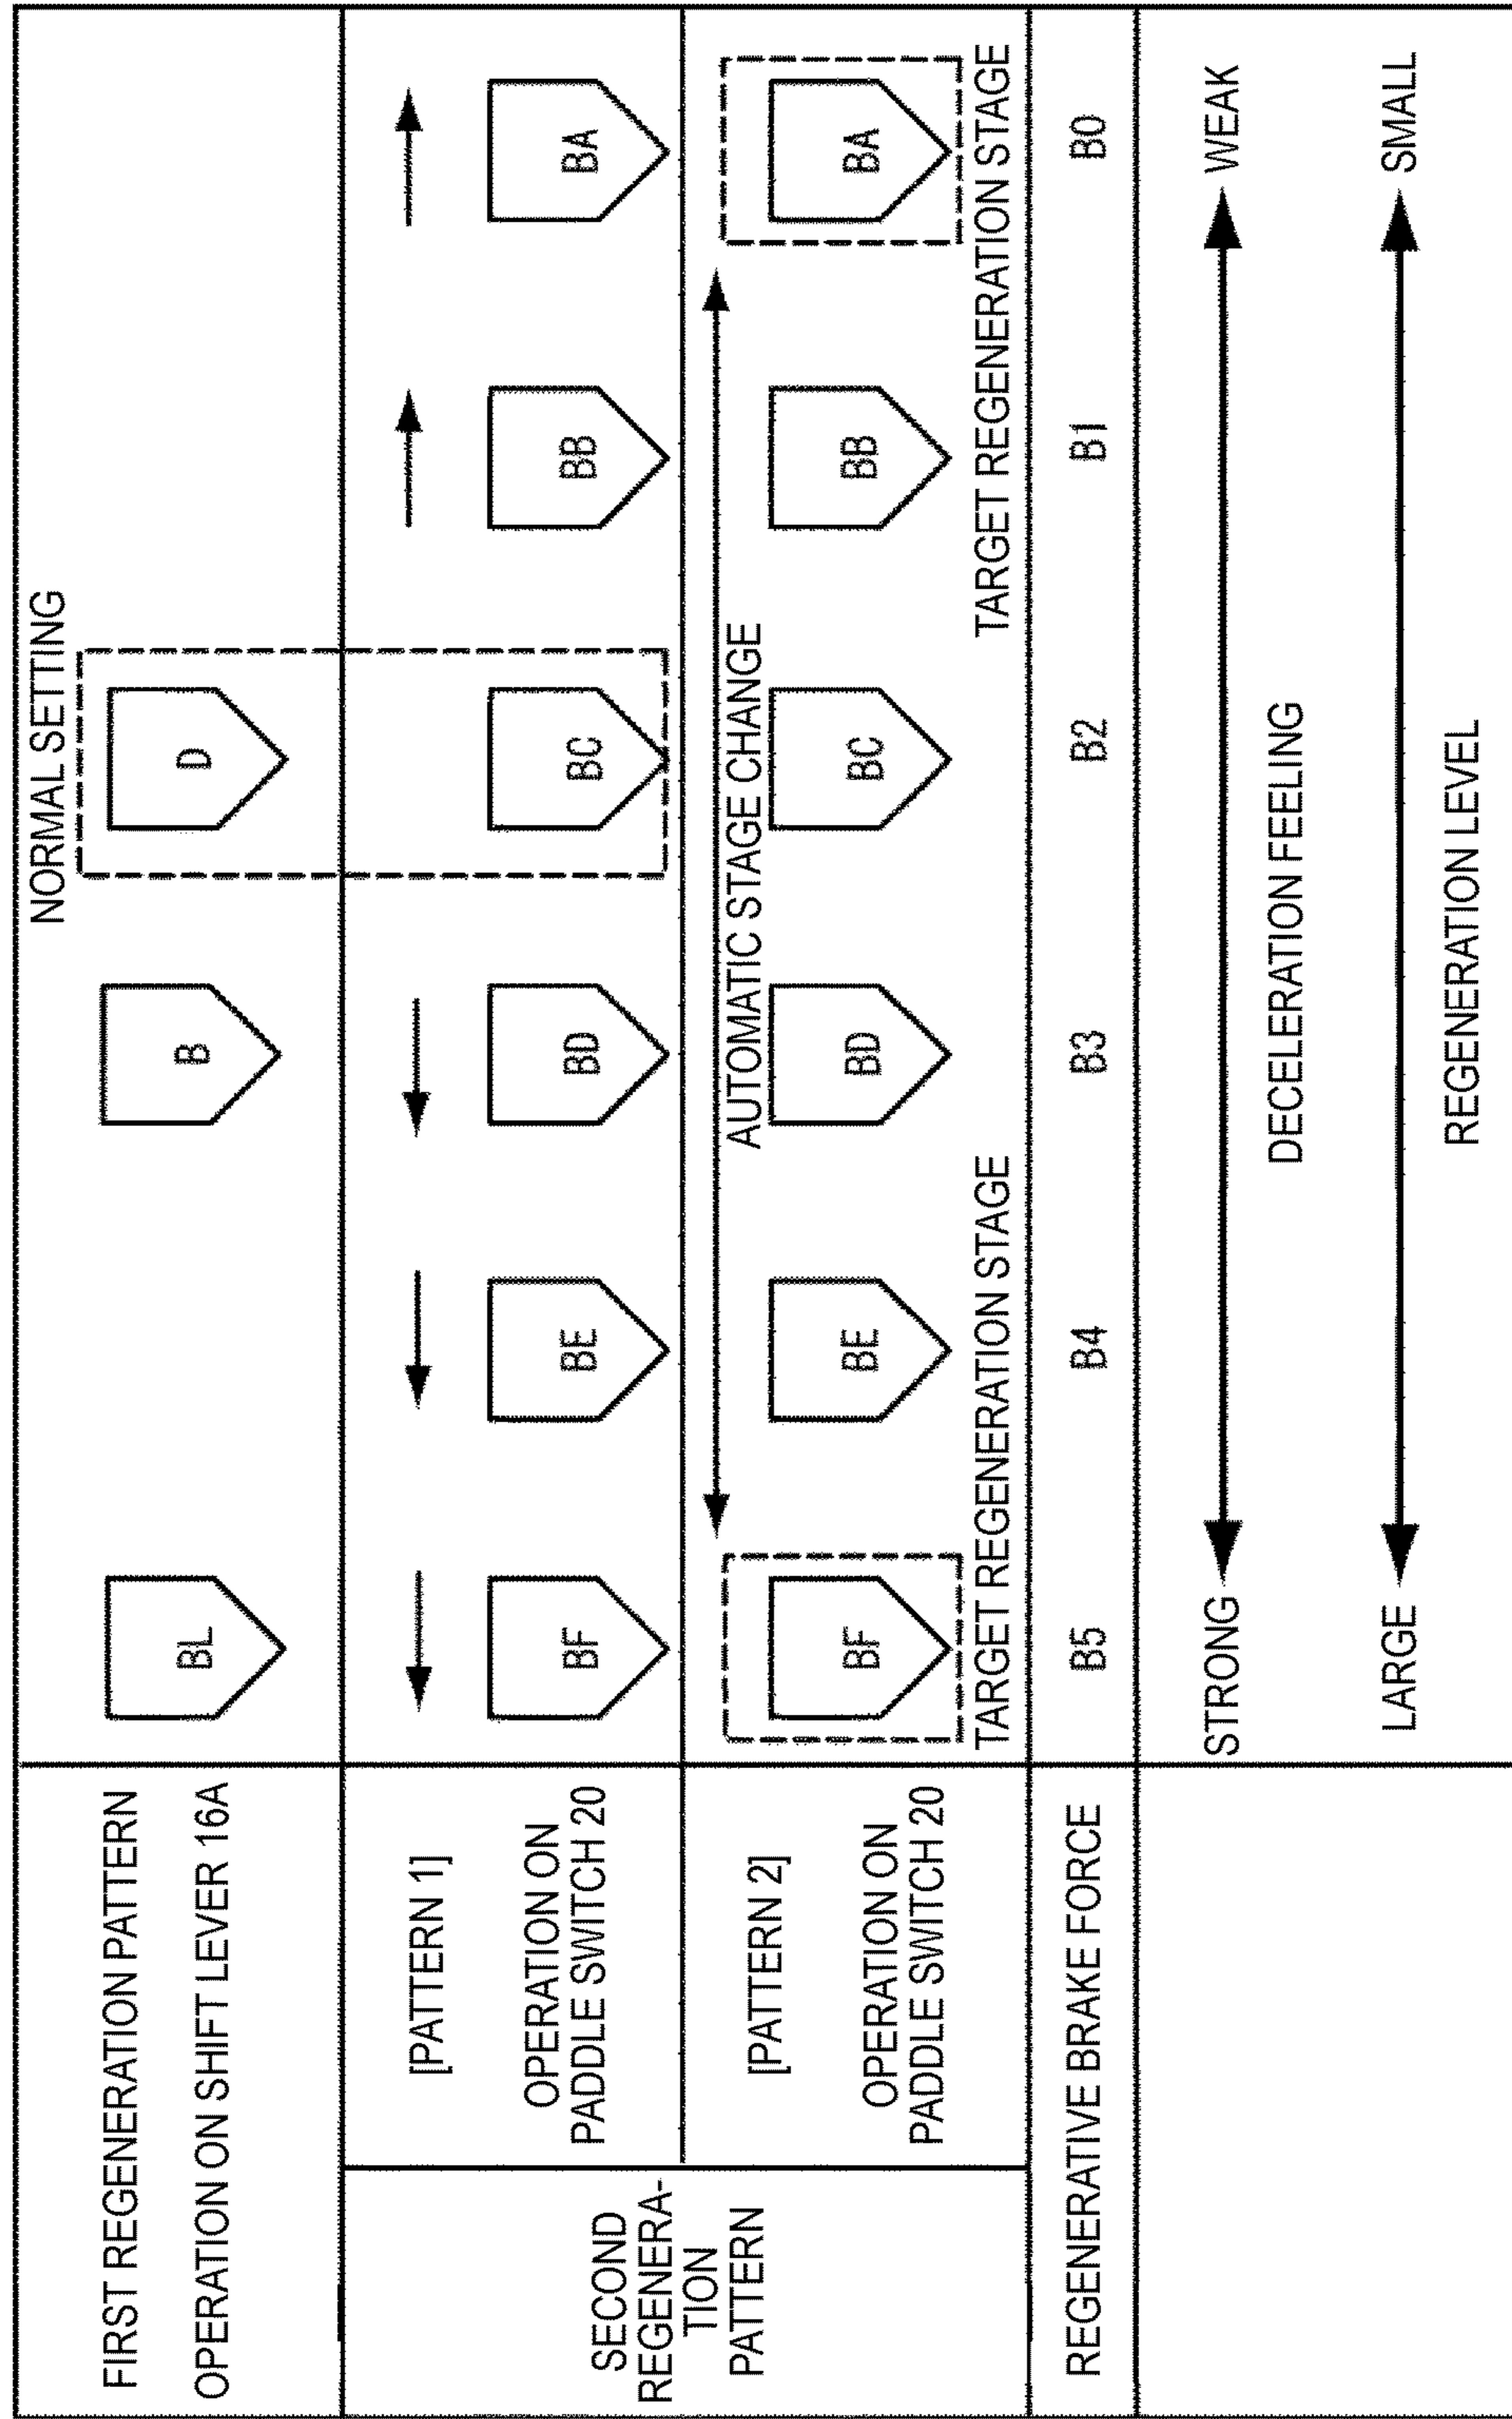 NORMAL SETTING
FIRST REGENERATION PATTERN
OPERATION ON SHIFT LEVER 16A
BL
B
D
SECOND
REGENERA-
TION
PATTERN
[PATTERN 1]
OPERATION ON
PADDLE SWITCH 20
BF
BE
BD
BC
BB
BA
[PATTERN 2]
OPERATION ON
PADDLE SWITCH 20
AUTOMATIC STAGE CHANGE
BF
BE
BD
BC
BB
BA
TARGET REGENERATION STAGE
TARGET REGENERATION STAGE
REGENERATIVE BRAKE FORCE
B5
B4
B3
B2
B1
B0
STRONG
WEAK
DECELERATION FEELING
LARGE
SMALL
REGENERATION LEVEL